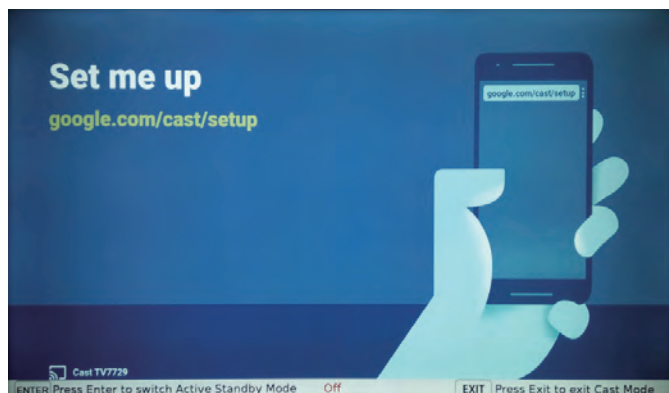 Set me up
google.com/cast/setup
google.com/cast/setup
Cast TV7729
ENTER Press Enter to switch Active Standby Mode Off
EXIT Press Exit to exit Cast Mode